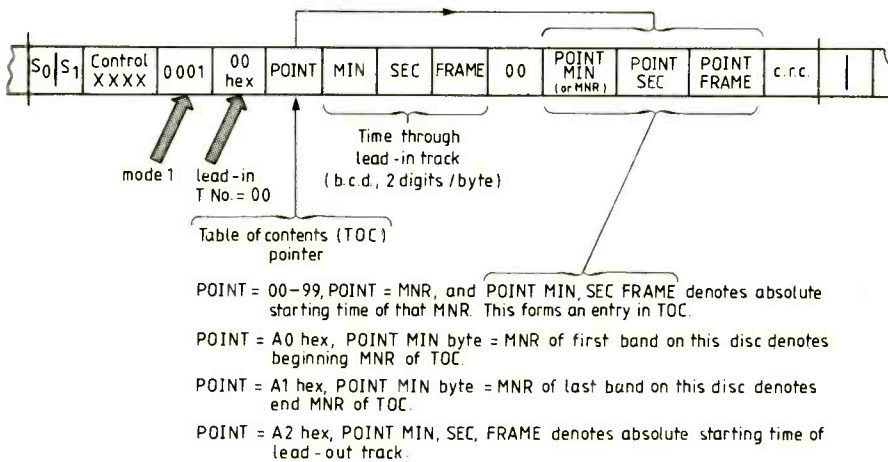 S0 S1 Control XXXX 0001 00 hex POINT MIN SEC FRAME 00 POINT MIN (or MNR) POINT SEC POINT FRAME c.r.c.
mode 1
lead-in
T No. = 00
Time through
lead-in track
(b.c.d., 2 digits/byte)
Table of contents (TOC)
pointer
POINT = 00-99, POINT = MNR, and POINT MIN, SEC FRAME denotes absolute
starting time of that MNR. This forms an entry in TOC.
POINT = A0 hex, POINT MIN byte = MNR of first band on this disc denotes
beginning MNR of TOC.
POINT = A1 hex, POINT MIN byte = MNR of last band on this disc denotes
end MNR of TOC.
POINT = A2 hex, POINT MIN, SEC, FRAME denotes absolute starting time of
lead-out track.